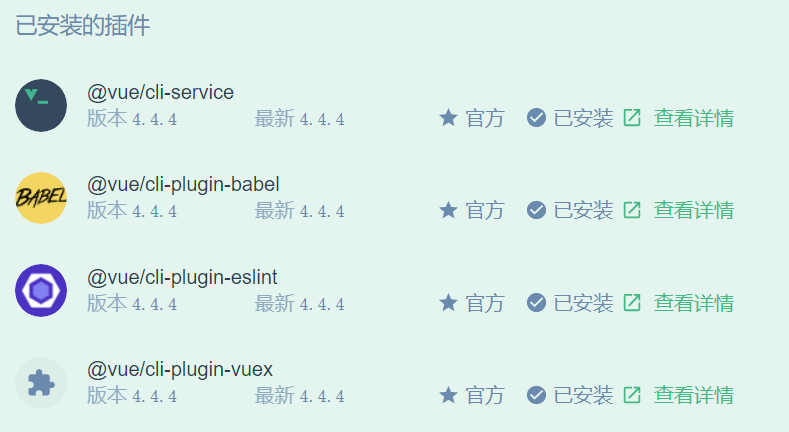 已安装的插件
@vue/cli-service
版本 4.4.4 最新 4.4.4 官方 已安装 查看详情
BABEL
@vue/cli-plugin-babel
版本 4.4.4 最新 4.4.4 官方 已安装 查看详情
@vue/cli-plugin-eslint
版本 4.4.4 最新 4.4.4 官方 已安装 查看详情
@vue/cli-plugin-vuex
版本 4.4.4 最新 4.4.4 官方 已安装 查看详情